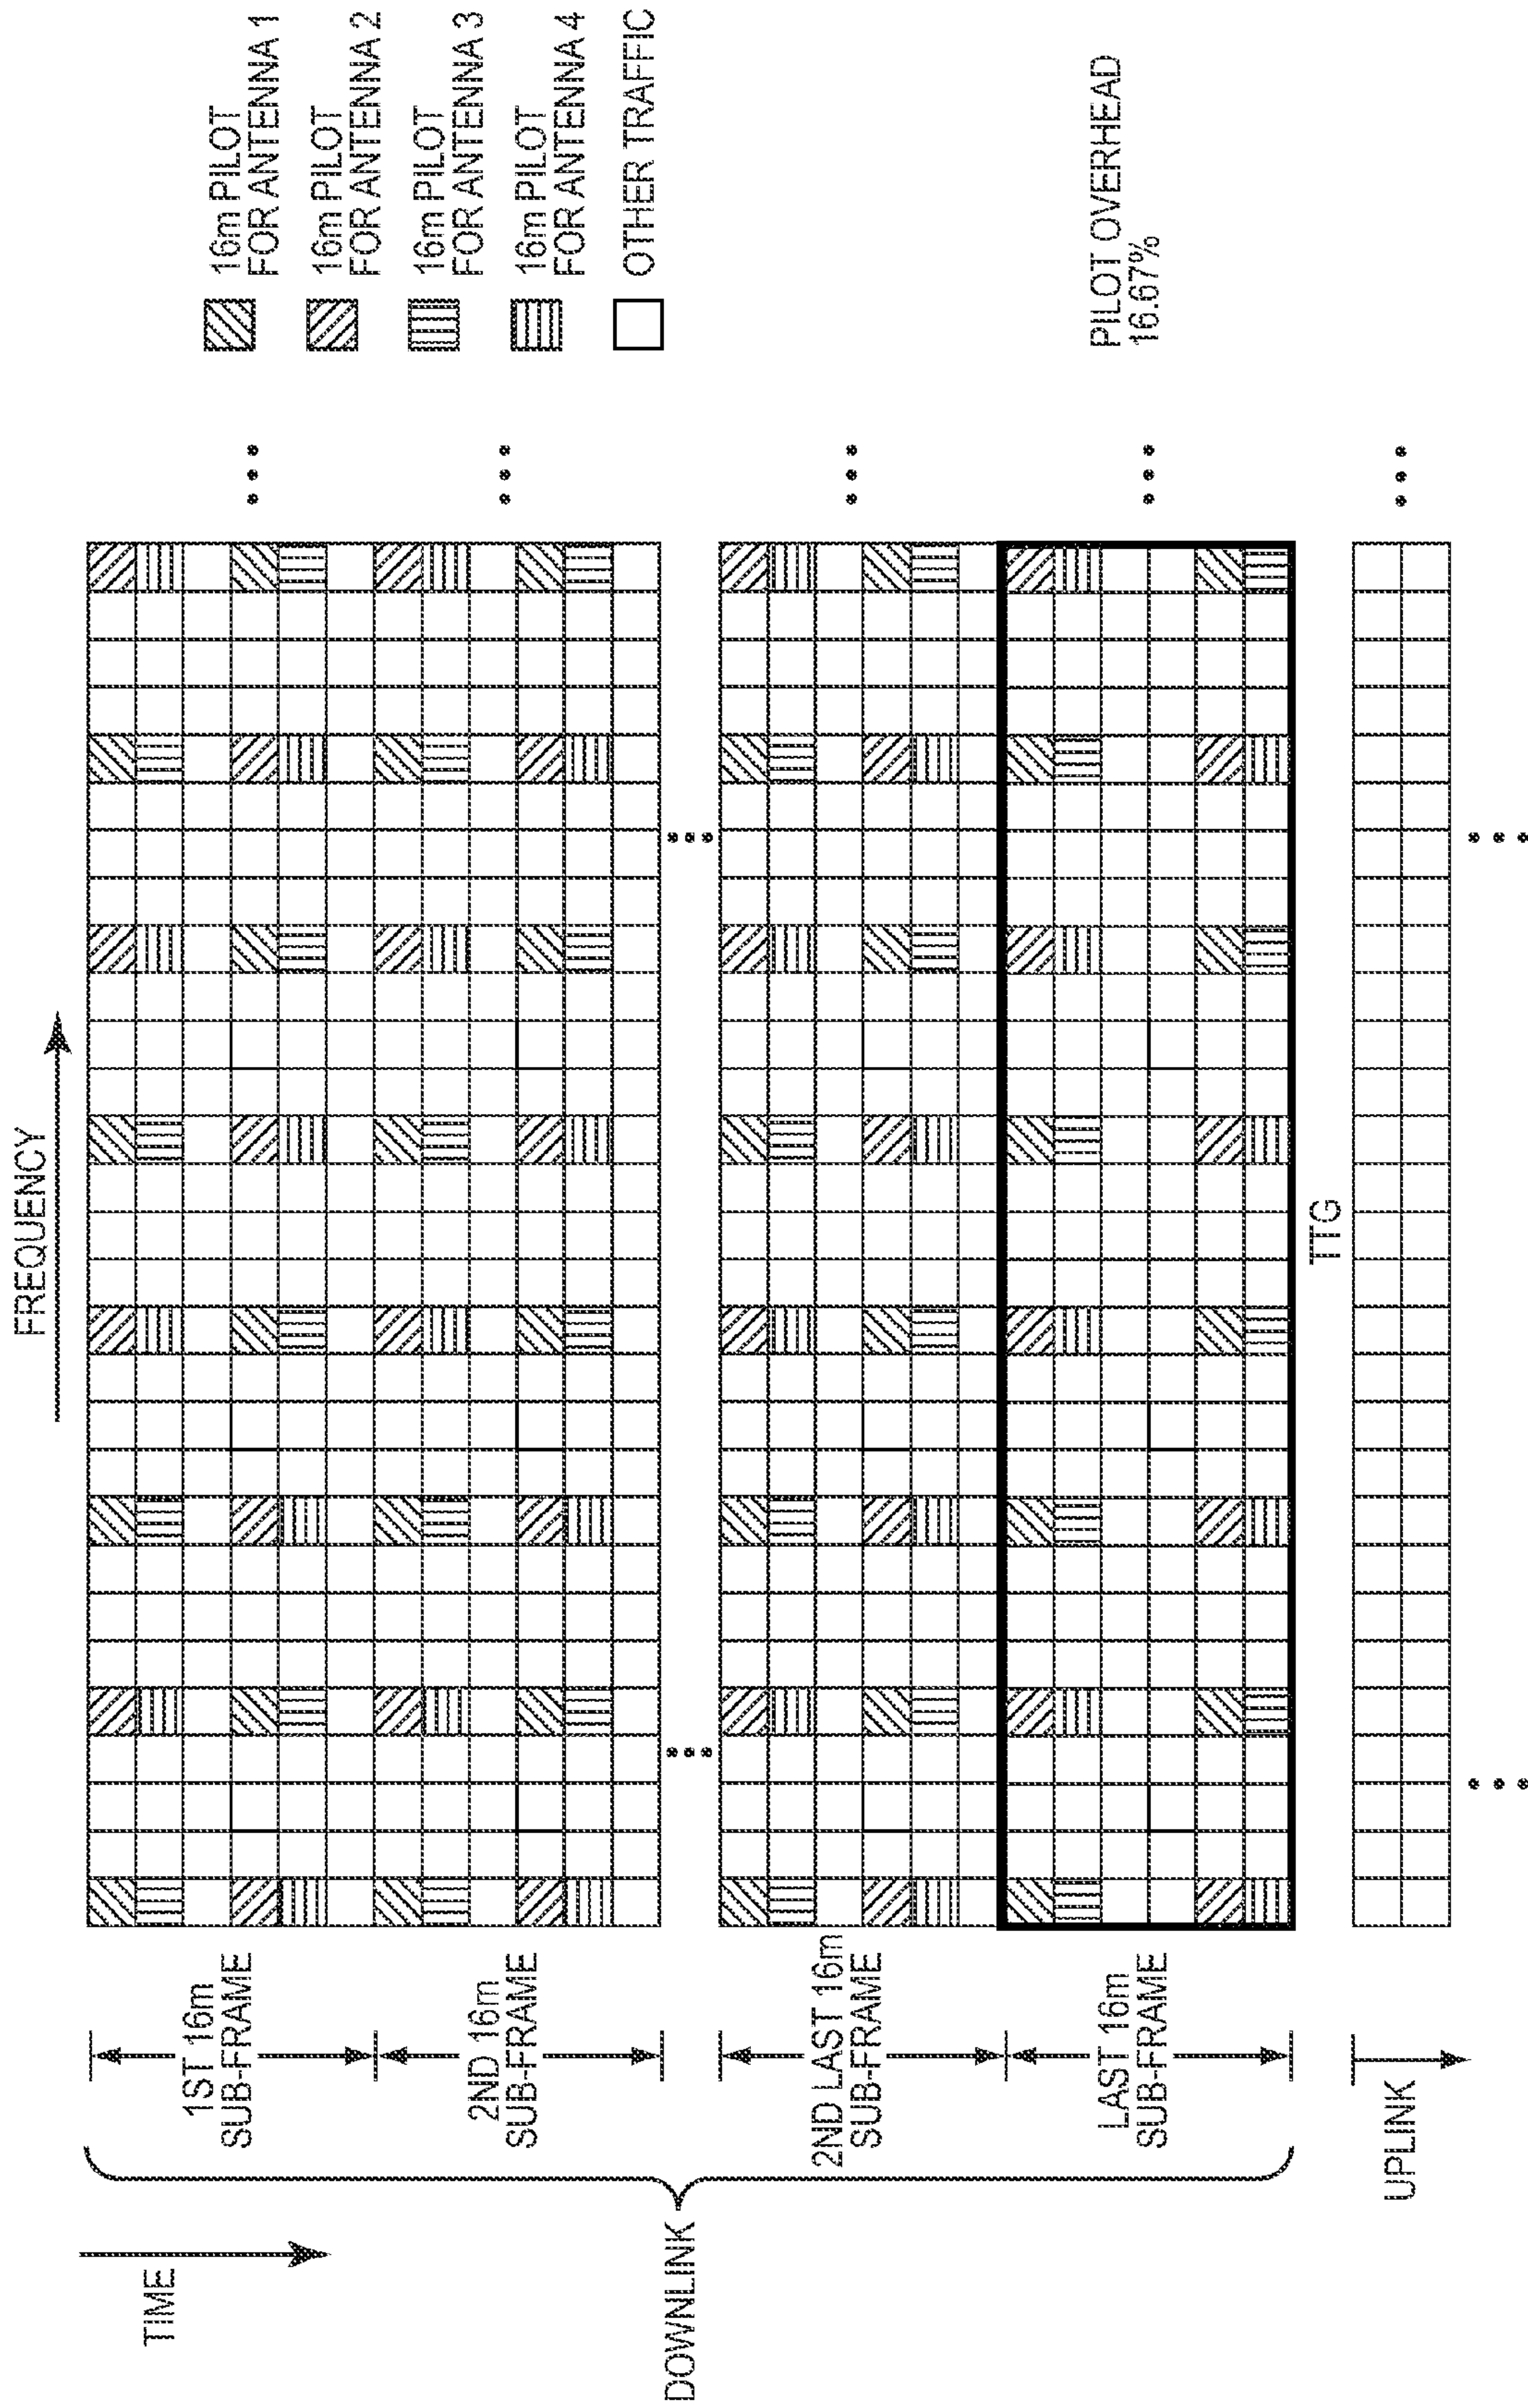 FREQUENCY
TIME
DOWNLINK
1ST 16m
SUB-FRAME
2ND 16m
SUB-FRAME
2ND LAST 16m
SUB-FRAME
LAST 16m
SUB-FRAME
UPLINK
TTG
16m PILOT
FOR ANTENNA 1
16m PILOT
FOR ANTENNA 2
16m PILOT
FOR ANTENNA 3
16m PILOT
FOR ANTENNA 4
OTHER TRAFFIC
PILOT OVERHEAD
16.67%